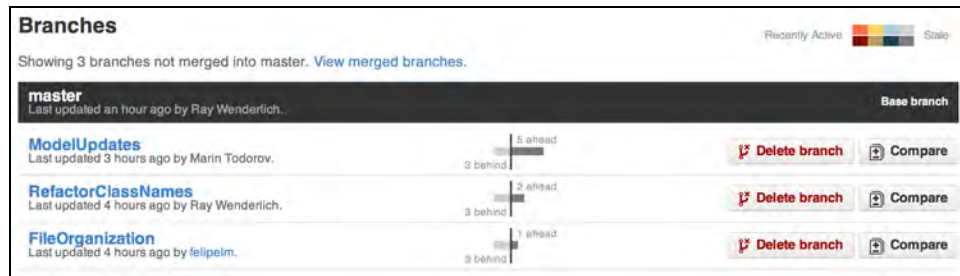 Branches
Recently Active Stale
Showing 3 branches not merged into master. View merged branches.
master
Last updated an hour ago by Ray Wenderlich.
Base branch
ModelUpdates
Last updated 3 hours ago by Marin Todorov.
5 ahead
3 behind
Delete branch
Compare
RefactorClassNames
Last updated 4 hours ago by Ray Wenderlich.
2 ahead
3 behind
Delete branch
Compare
FileOrganization
Last updated 4 hours ago by felipelm.
1 ahead
3 behind
Delete branch
Compare